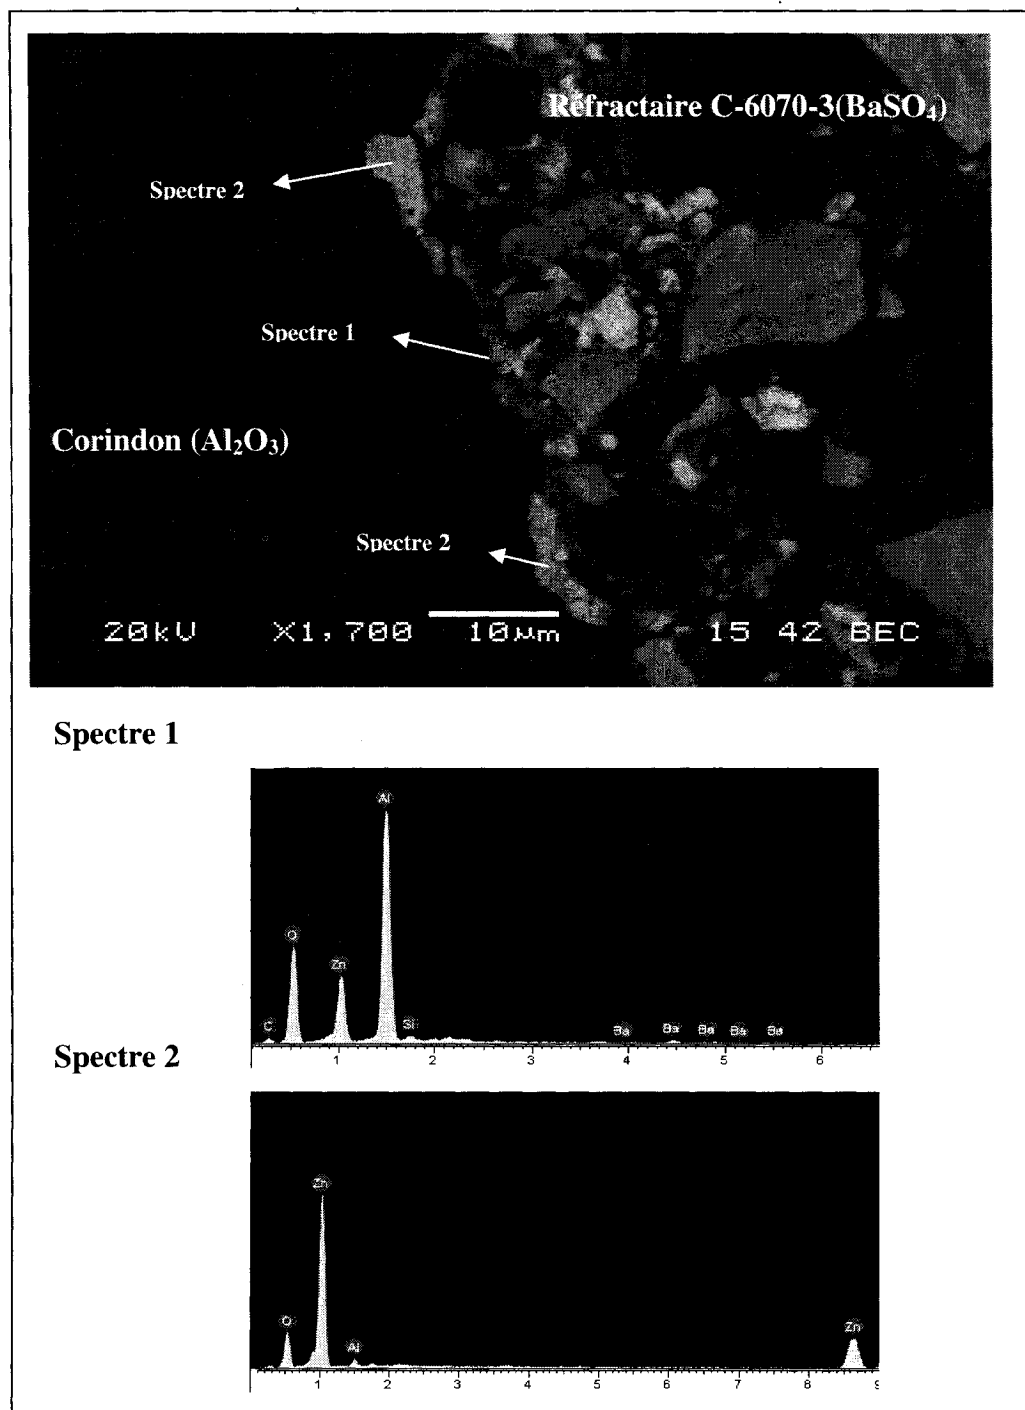 Réfractaire C-6070-3(BaSO₄)
Spectre 2
Spectre 1
Corindon (Al₂O₃)
Spectre 2
20kU X1,700 10μm 15 42 BEC
Spectre 1
Al
O
Zn
C
Si
Ba Ba Ba Ba Ba
1 2 3 4 5 6
Spectre 2
Zn
O
Al
Zn
1 2 3 4 5 6 7 8 9